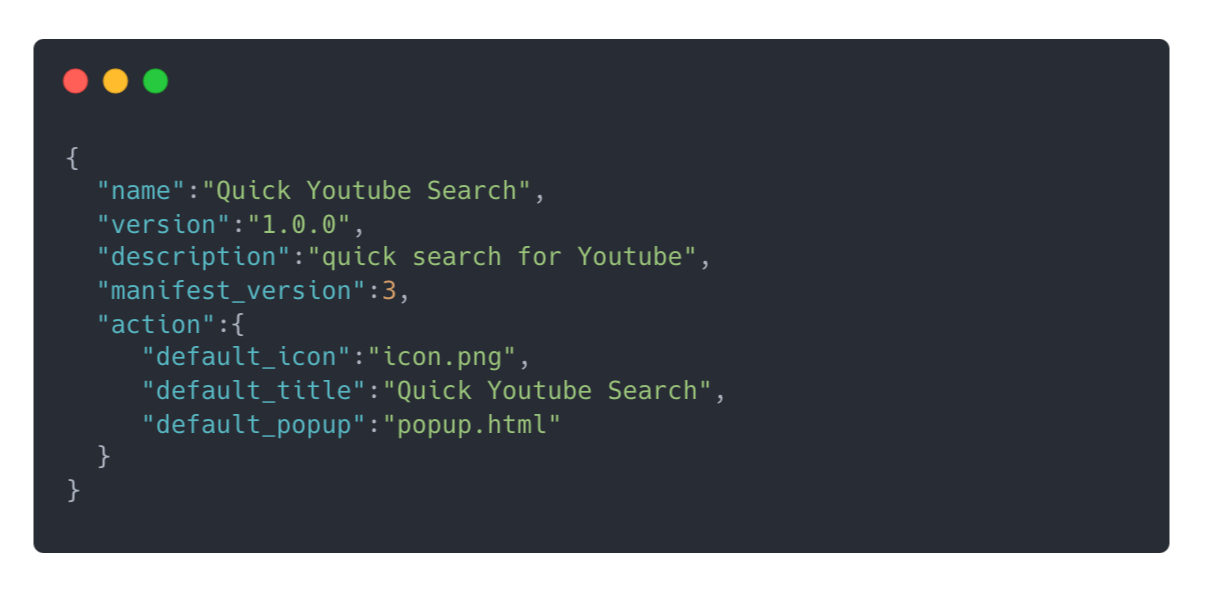 {
  "name":"Quick Youtube Search",
  "version":"1.0.0",
  "description":"quick search for Youtube",
  "manifest_version":3,
  "action":{
     "default_icon":"icon.png",
     "default_title":"Quick Youtube Search",
     "default_popup":"popup.html"
  }
}